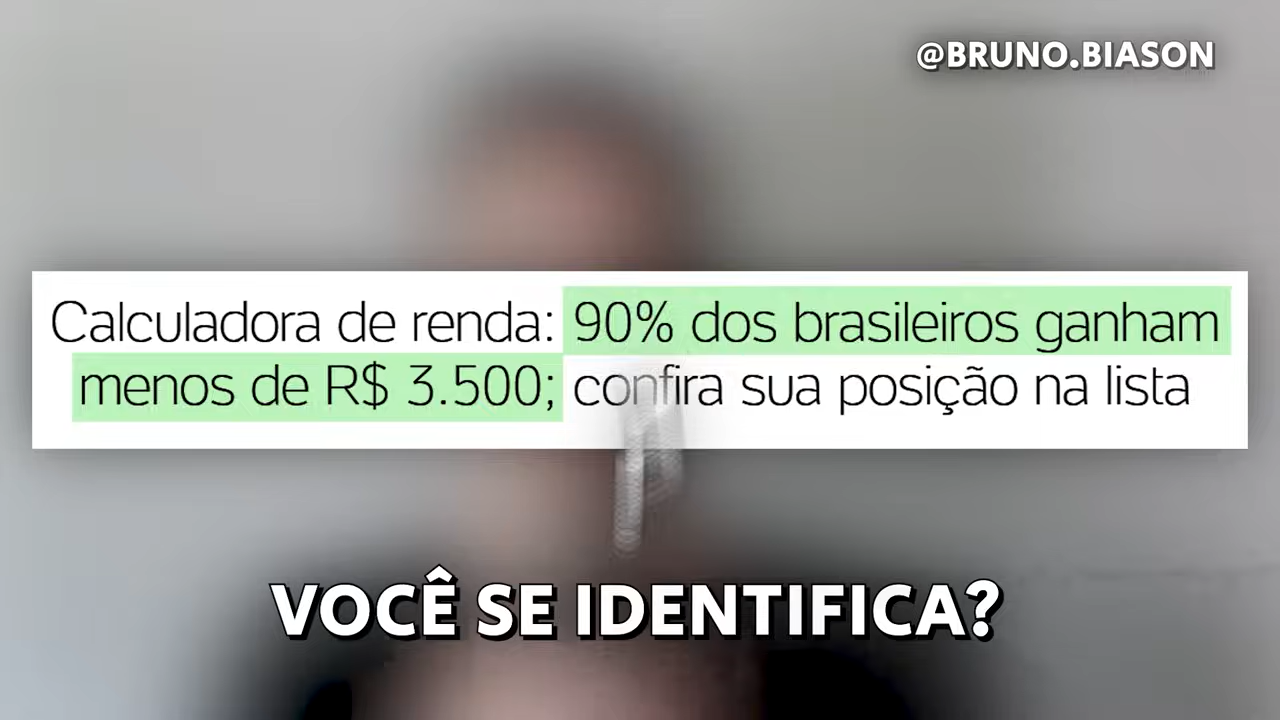 @BRUNO.BIASON
Calculadora de renda: 90% dos brasileiros ganham
menos de R$ 3.500; confira sua posição na lista
VOCÊ SE IDENTIFICA?